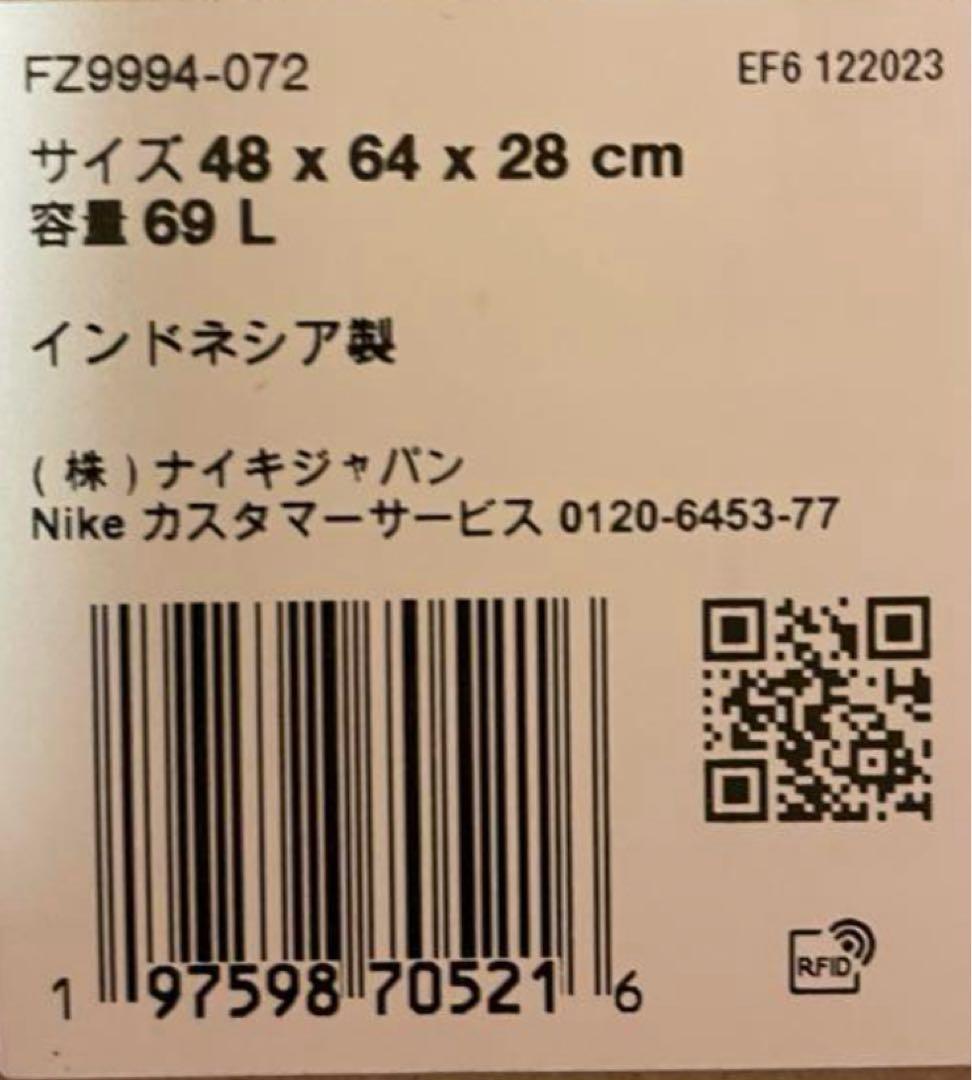 FZ9994-072 EF6 122023
サイズ 48 x 64 x 28 cm
容量 69 L
インドネシア製
(株)ナイキジャパン
Nike カスタマーサービス 0120-6453-77
1 97598 70521 6
RFID